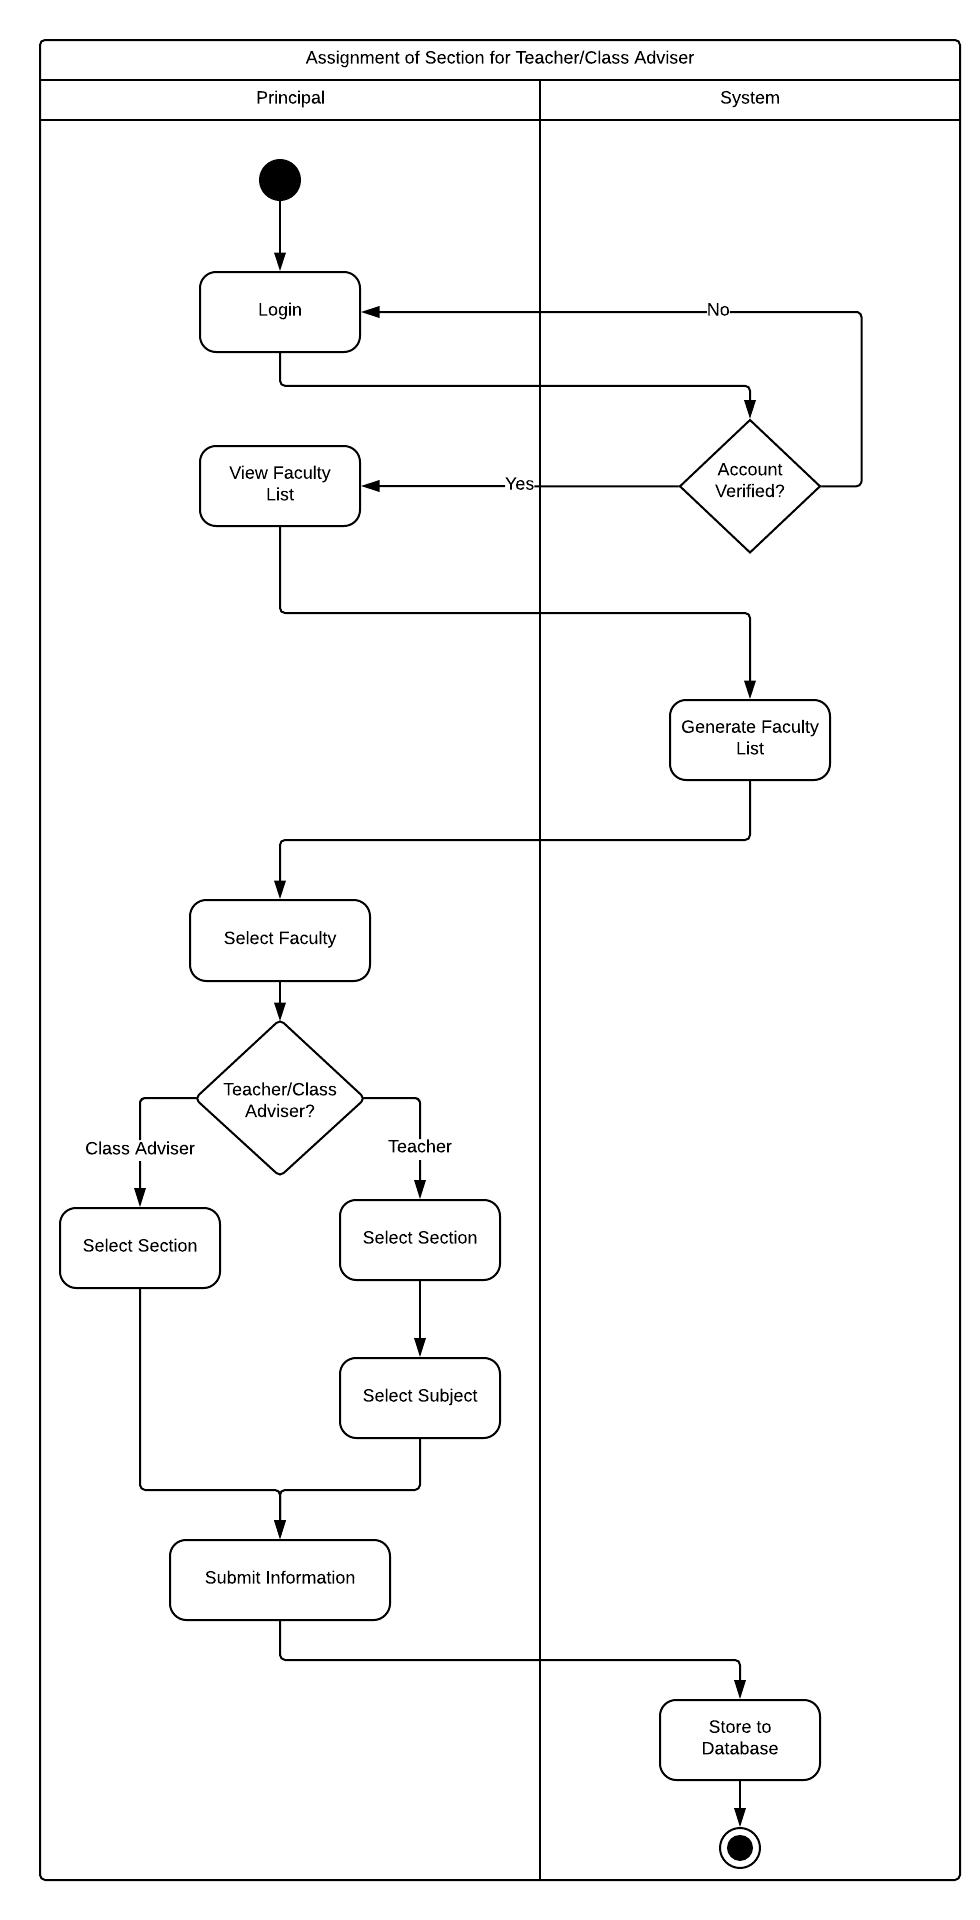 Assignment of Section for Teacher/Class Adviser
Principal
System
Login
No
Account
Verified?
Yes
View Faculty
List
Generate Faculty
List
Select Faculty
Teacher/Class
Adviser?
Class Adviser
Teacher
Select Section
Select Section
Select Subject
Submit Information
Store to
Database